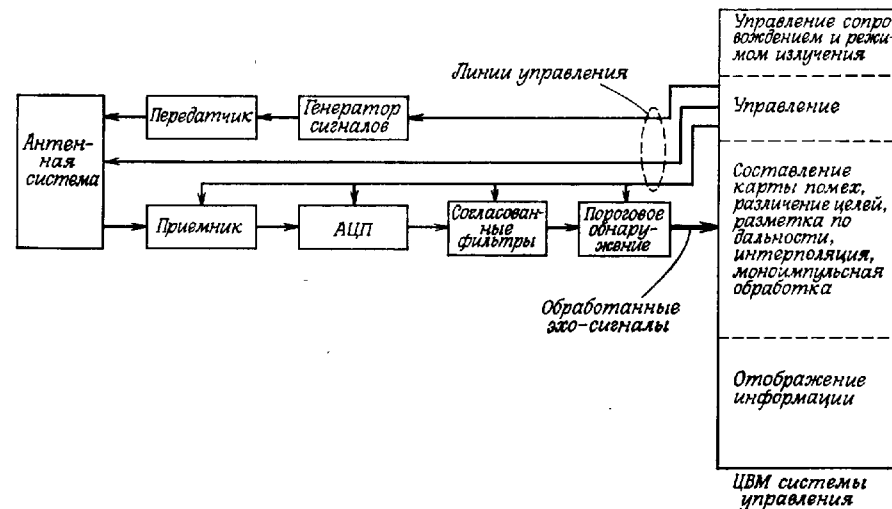 Управление сопро-
вождением и режи-
мом излучения
Линии управления
Управление
Передатчик
Генератор
сигналов
Антен-
ная
система
Составление
карты помех,
различение целей,
разметка по
дальности,
интерполяция,
моноимпульсная
обработка
Приемник
АЦП
Согласован-
ные
фильтры
Пороговое
обнару-
жение
Обработанные
эхо-сигналы
Отображение
информации
ЦВМ системы
управления